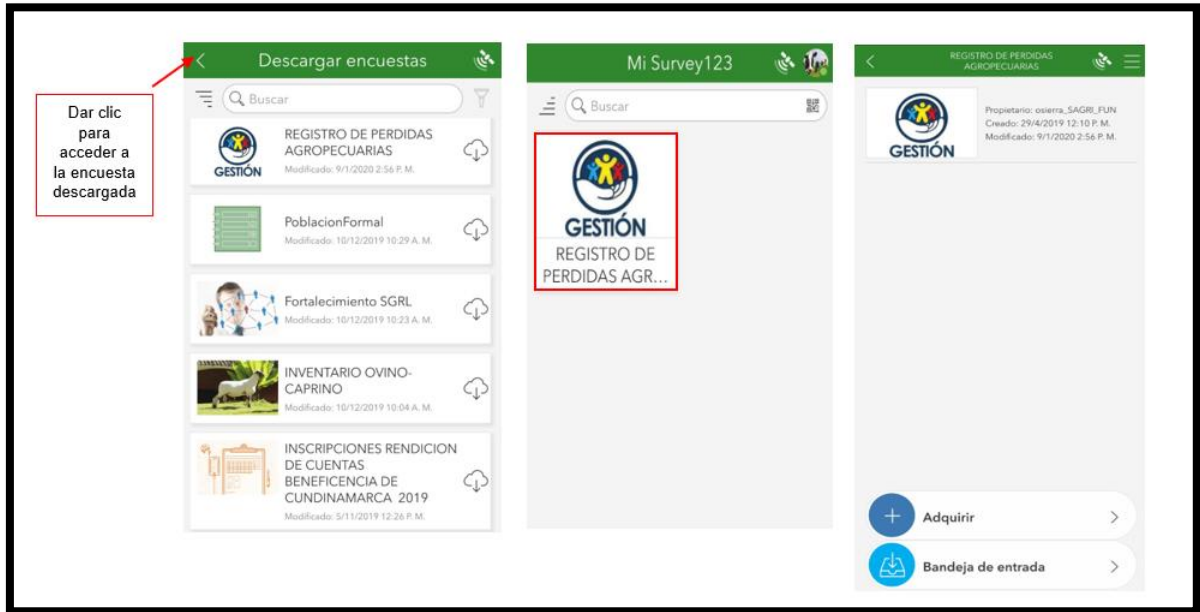 Dar clic
para
acceder a
la encuesta
descargada
Descargar encuestas
Buscar
GESTIÓN
REGISTRO DE PERDIDAS
AGROPECUARIAS
Modificado: 9/1/2020 2:56 P. M.
PoblacionFormal
Modificado: 10/12/2019 10:29 A. M.
Fortalecimiento SGRL
Modificado: 10/12/2019 10:23 A. M.
INVENTARIO OVINO-
CAPRINO
Modificado: 10/12/2019 10:04 A. M.
INSCRIPCIONES RENDICION
DE CUENTAS
BENEFICENCIA DE
CUNDINAMARCA 2019
Modificado: 5/11/2019 12:26 P. M.
Mi Survey123
Buscar
GESTIÓN
REGISTRO DE
PERDIDAS AGR...
REGISTRO DE PERDIDAS
AGROPECUARIAS
GESTIÓN
Propietario: osierra_SAGRI_FUN
Creado: 29/4/2019 12:10 P. M.
Modificado: 9/1/2020 2:56 P. M.
Adquirir
Bandeja de entrada